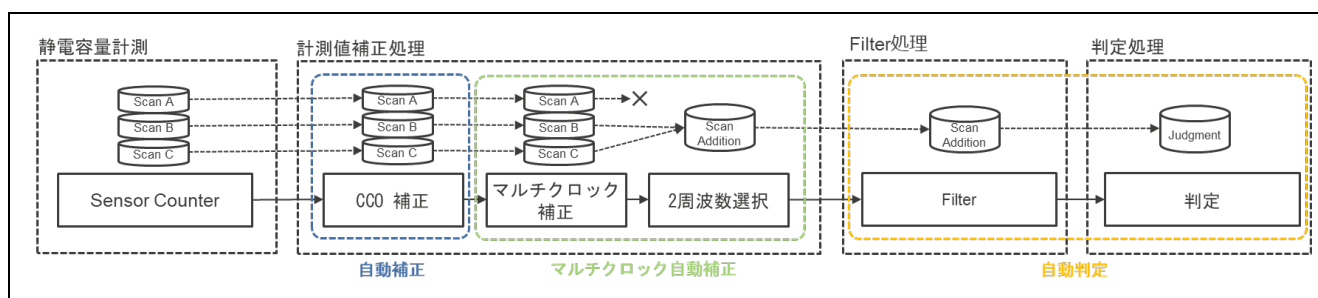 静電容量計測
計測値補正処理
Filter処理
判定処理
Scan A
Scan B
Scan C
Scan A
Scan B
Scan C
Scan A
Scan B
Scan C
Scan
Addition
Scan
Addition
Judgment
Sensor Counter
CCO 補正
マルチクロック
補正
2周波数選択
Filter
判定
自動補正
マルチクロック自動補正
自動判定